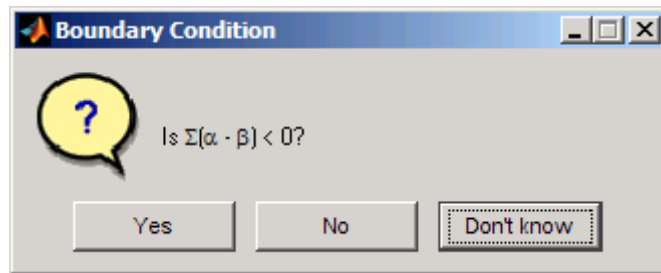 Boundary Condition
?
Is Σ(α - β) < 0?
Yes
No
Don't know